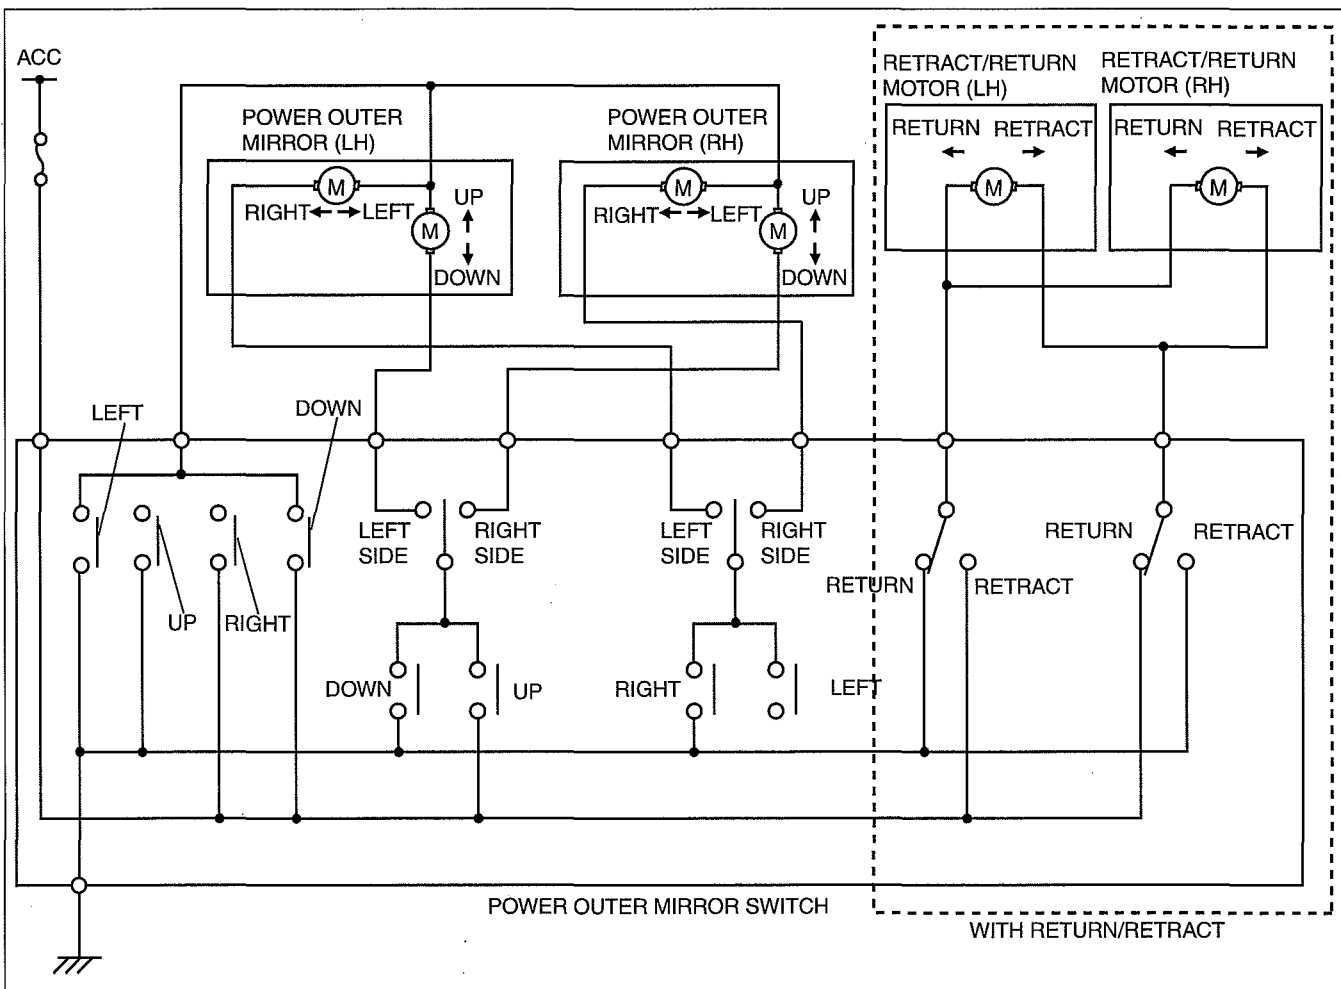 ACC
POWER OUTER
MIRROR (LH)
POWER OUTER
MIRROR (RH)
RETRACT/RETURN
MOTOR (LH)
RETRACT/RETURN
MOTOR (RH)
RETURN RETRACT
RETURN RETRACT
M
M
M
M
RIGHT LEFT
UP
RIGHT LEFT
UP
M
M
DOWN
DOWN
LEFT
DOWN
LEFT
SIDE
RIGHT
SIDE
LEFT
SIDE
RIGHT
SIDE
RETURN
RETRACT
RETURN
RETRACT
UP
RIGHT
DOWN
UP
RIGHT
LEFT
POWER OUTER MIRROR SWITCH
WITH RETURN/RETRACT